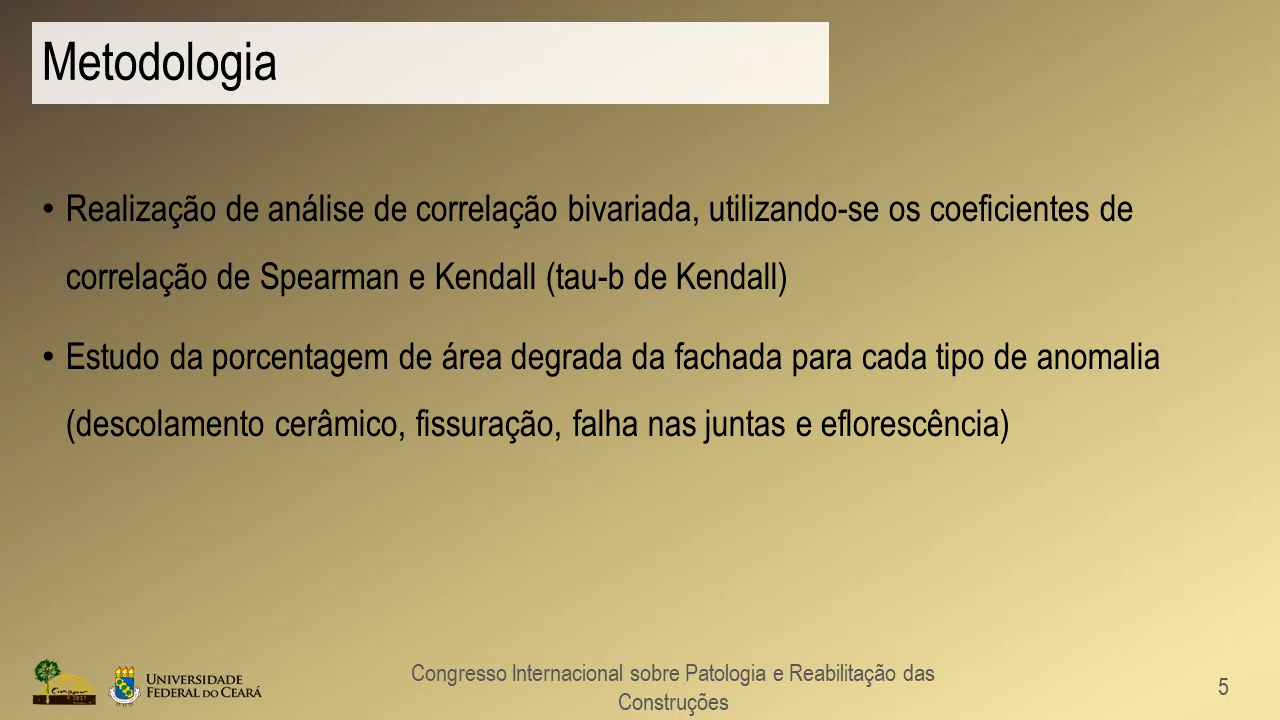 Metodologia
• Realização de análise de correlação bivariada, utilizando-se os coeficientes de
correlação de Spearman e Kendall (tau-b de Kendall)
• Estudo da porcentagem de área degrada da fachada para cada tipo de anomalia
(descolamento cerâmico, fissuração, falha nas juntas e eflorescência)
UNIVERSIDADE
FEDERAL DO CEARÁ
Congresso Internacional sobre Patologia e Reabilitação das
Construções
5